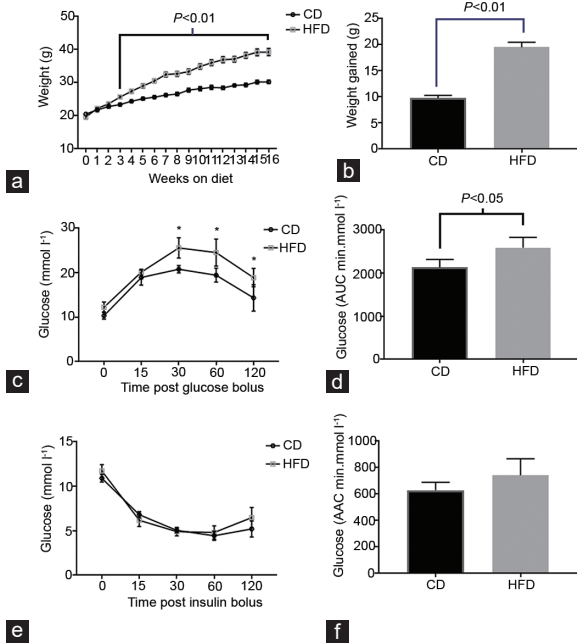 P<0.01
CD
HFD
Weight (g)
50
40
30
20
10
0 1 2 3 4 5 6 7 8 9 10 11 12 13 14 15 16
Weeks on diet
a
P<0.01
Weight gained (g)
25
20
15
10
5
0
CD HFD
b
CD
HFD
Glucose (mmol l⁻¹)
30
20
10
0
* * *
0 15 30 60 120
Time post glucose bolus
c
P<0.05
Glucose (AUC min.mmol l⁻¹)
3000
2000
1000
0
CD HFD
d
CD
HFD
Glucose (mmol l⁻¹)
15
10
5
0
0 15 30 60 120
Time post insulin bolus
e
Glucose (AAC min.mmol l⁻¹)
1000
800
600
400
200
0
CD HFD
f